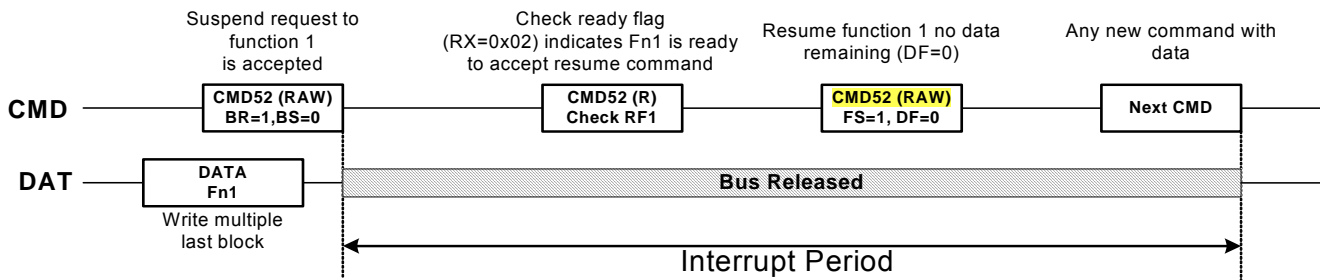 Suspend request to
function 1
is accepted
Check ready flag
(RX=0x02) indicates Fn1 is ready
to accept resume command
Resume function 1 no data
remaining (DF=0)
Any new command with
data
CMD
CMD52 (RAW)
BR=1,BS=0
CMD52 (R)
Check RF1
CMD52 (RAW)
FS=1, DF=0
Next CMD
DAT
DATA
Fn1
Bus Released
Write multiple
last block
Interrupt Period